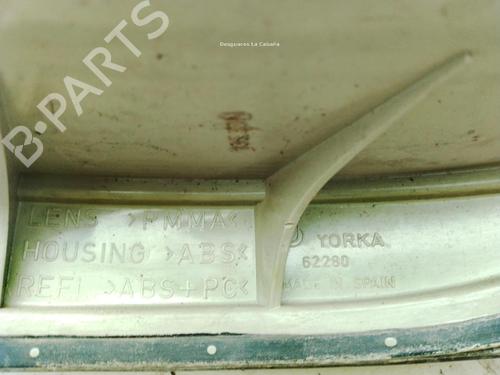 Desguaces La Cabaña
B-Parts
LENS >PMMA<
HOUSING >ABS<
REFL >ABS+PC<
YORKA
62280
MADE IN SPAIN